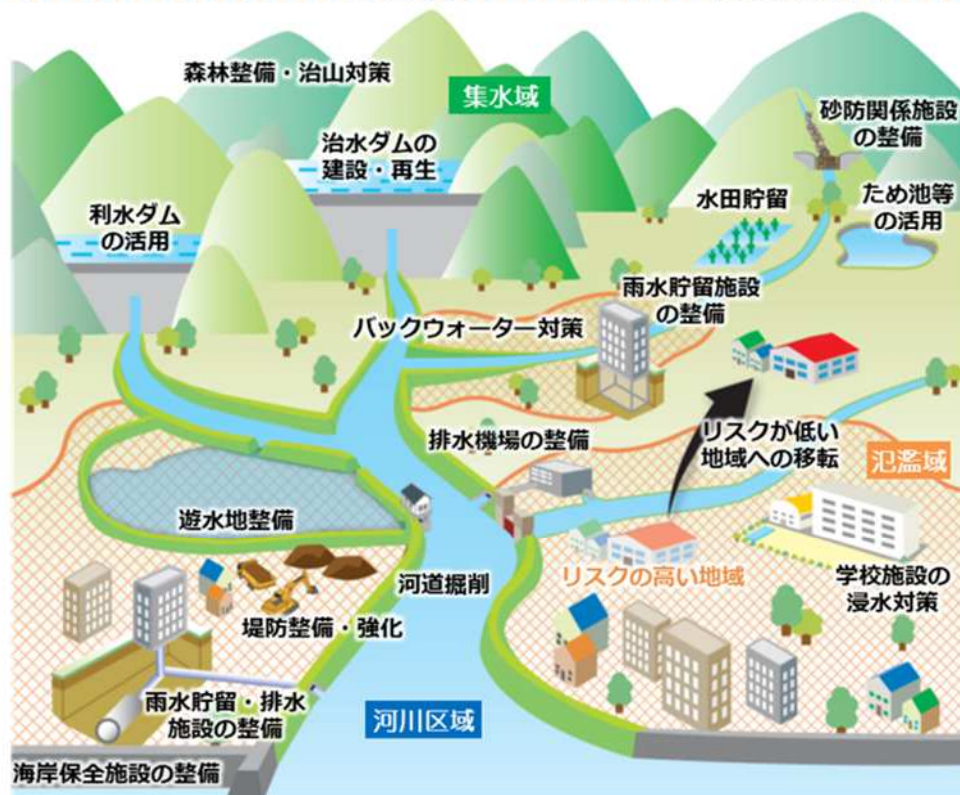 森林整備・治山対策
集水域
砂防関係施設
の整備
治水ダムの
建設・再生
水田貯留
ため池等
の活用
利水ダム
の活用
雨水貯留施設
の整備
バックウォーター対策
排水機場の整備
リスクが低い
地域への移転
氾濫域
遊水地整備
河道掘削
リスクの高い地域
学校施設の
浸水対策
堤防整備・強化
雨水貯留・排水
施設の整備
河川区域
海岸保全施設の整備